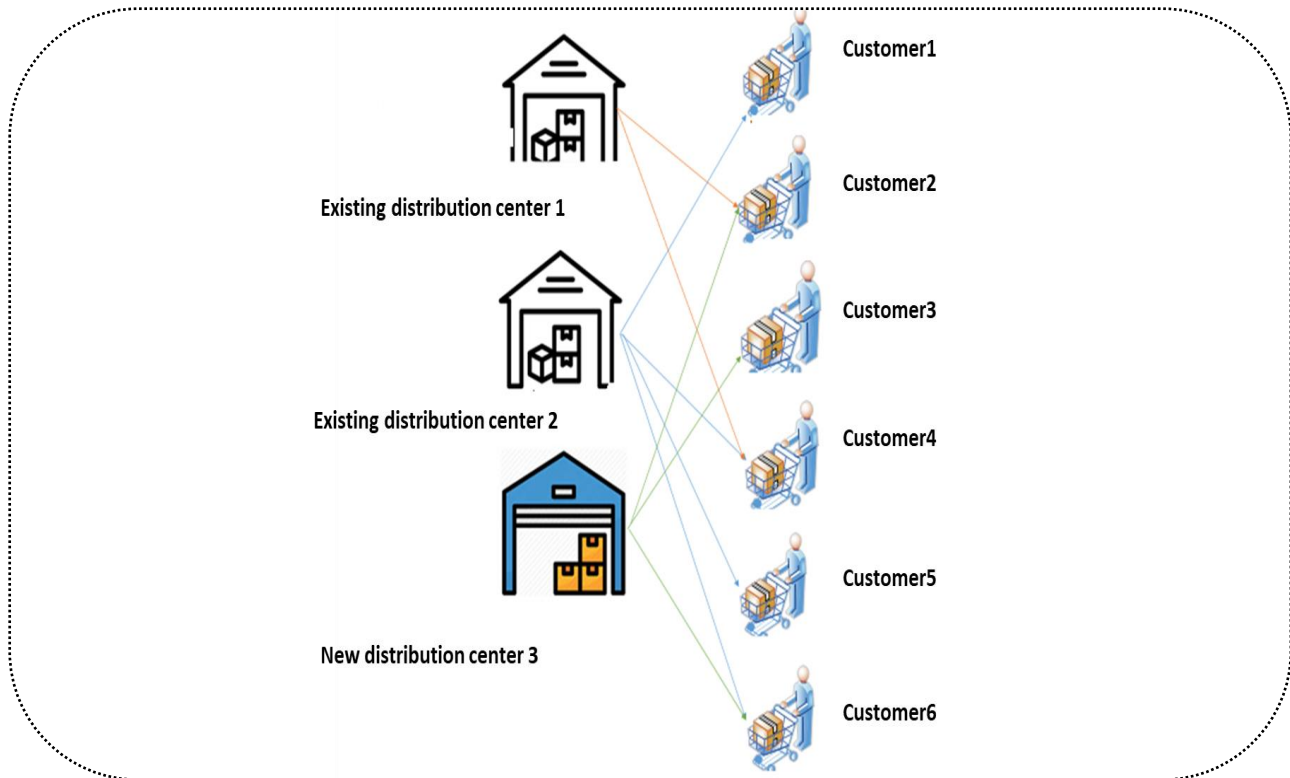 Customer1
Customer2
Existing distribution center 1
Customer3
Existing distribution center 2
Customer4
Customer5
New distribution center 3
Customer6